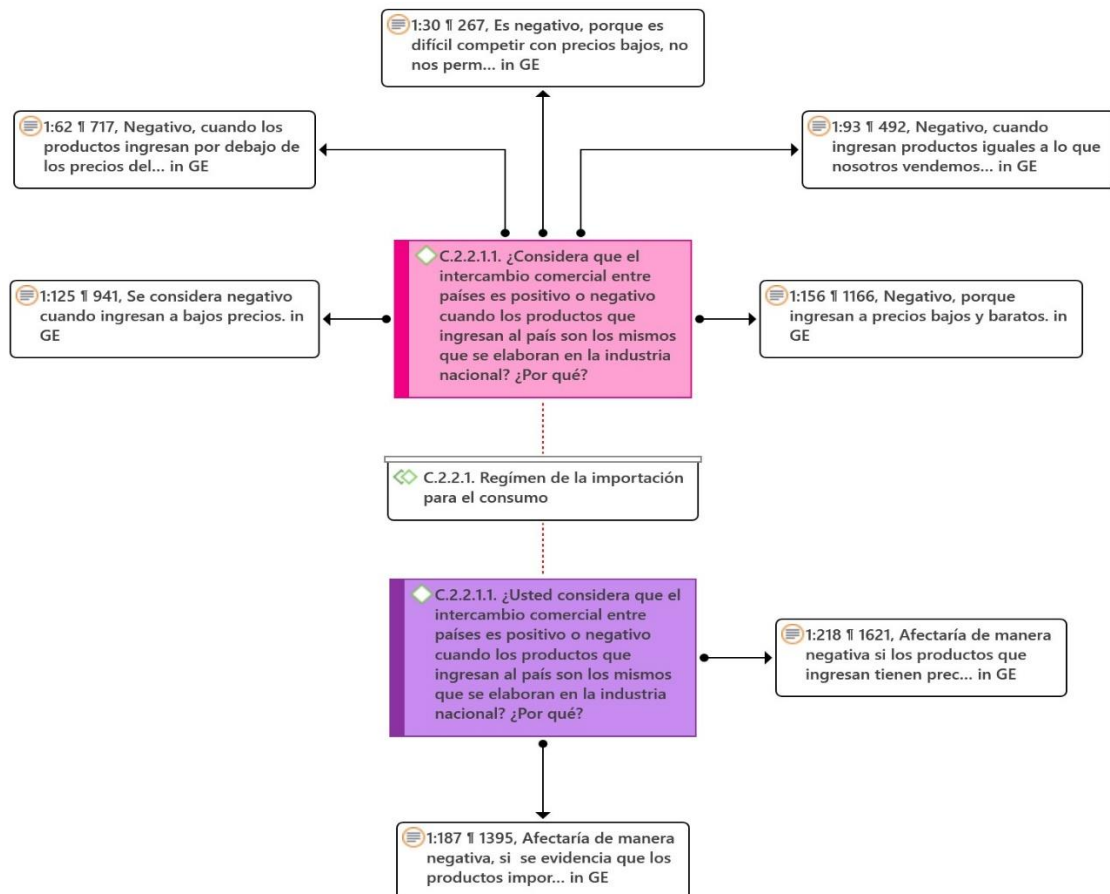 1:30 ¶ 267, Es negativo, porque es
difícil competir con precios bajos, no
nos perm... in GE
1:62 ¶ 717, Negativo, cuando los
productos ingresan por debajo de
los precios del... in GE
1:93 ¶ 492, Negativo, cuando
ingresan productos iguales a lo que
nosotros vendemos... in GE
C.2.2.1.1. ¿Considera que el
intercambio comercial entre
países es positivo o negativo
cuando los productos que
ingresan al país son los mismos
que se elaboran en la industria
nacional? ¿Por qué?
1:125 ¶ 941, Se considera negativo
cuando ingresan a bajos precios. in
GE
1:156 ¶ 1166, Negativo, porque
ingresan a precios bajos y baratos. in
GE
C.2.2.1. Regímen de la importación
para el consumo
C.2.2.1.1. ¿Usted considera que el
intercambio comercial entre
países es positivo o negativo
cuando los productos que
ingresan al país son los mismos
que se elaboran en la industria
nacional? ¿Por qué?
1:218 ¶ 1621, Afectaría de manera
negativa si los productos que
ingresan tienen prec... in GE
1:187 ¶ 1395, Afectaría de manera
negativa, si  se evidencia que los
productos impor... in GE